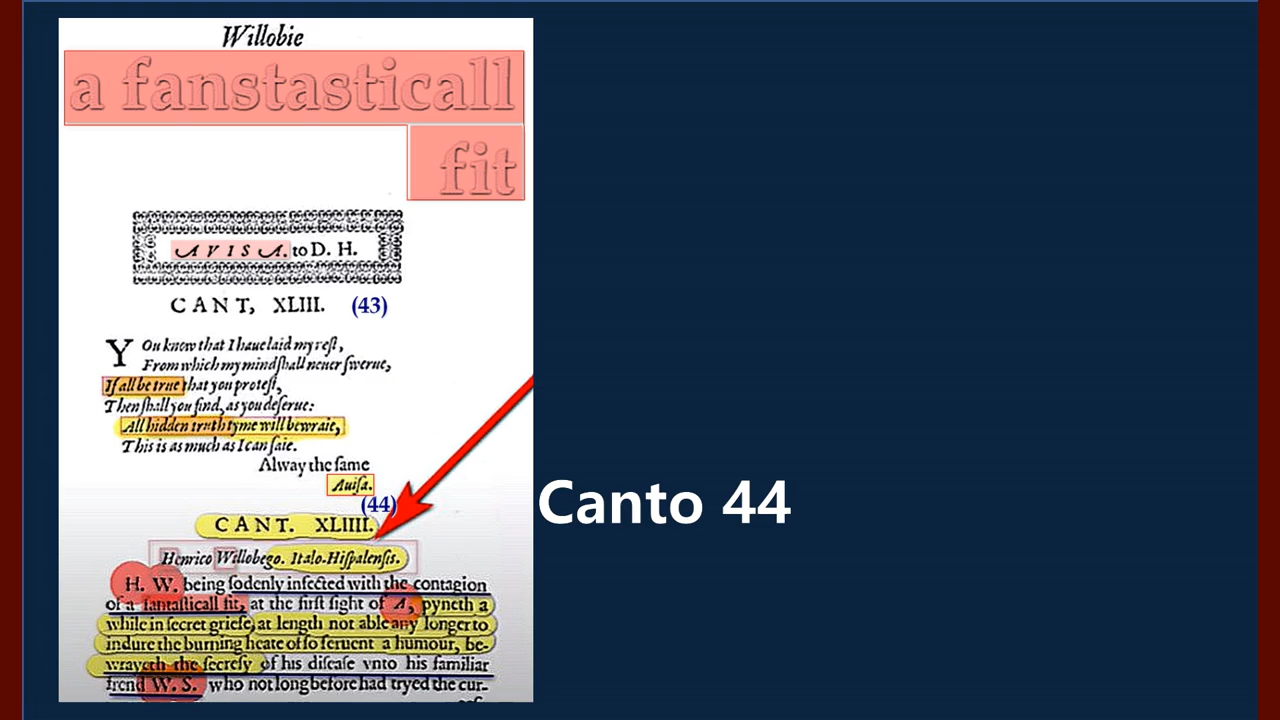 Willobie
a fanstasticall
fit
AVISA. to D. H.
CANT, XLIII. (43)
YOu know that I haue laid my rest,
From which my mind shall neuer swerue,
If all be true that you protest,
Then shall you find, as you deserue:
All hidden truth tyme will bewraie,
This is as much as I can saie.
Alway the same
Auisa.
(44)
CANT. XLIIII.
Canto 44
Henrico Willobego. Italo-Hispalensis.
H. W. being sodenly infected with the contagion
of a fantasticall fit, at the first sight of A, pyneth a
while in secret griefe, at length not able any longer to
indure the burning heate of so feruent a humour, be-
wrayeth the secresy of his disease vnto his familiar
frend W. S. who not long before had tryed the cur-